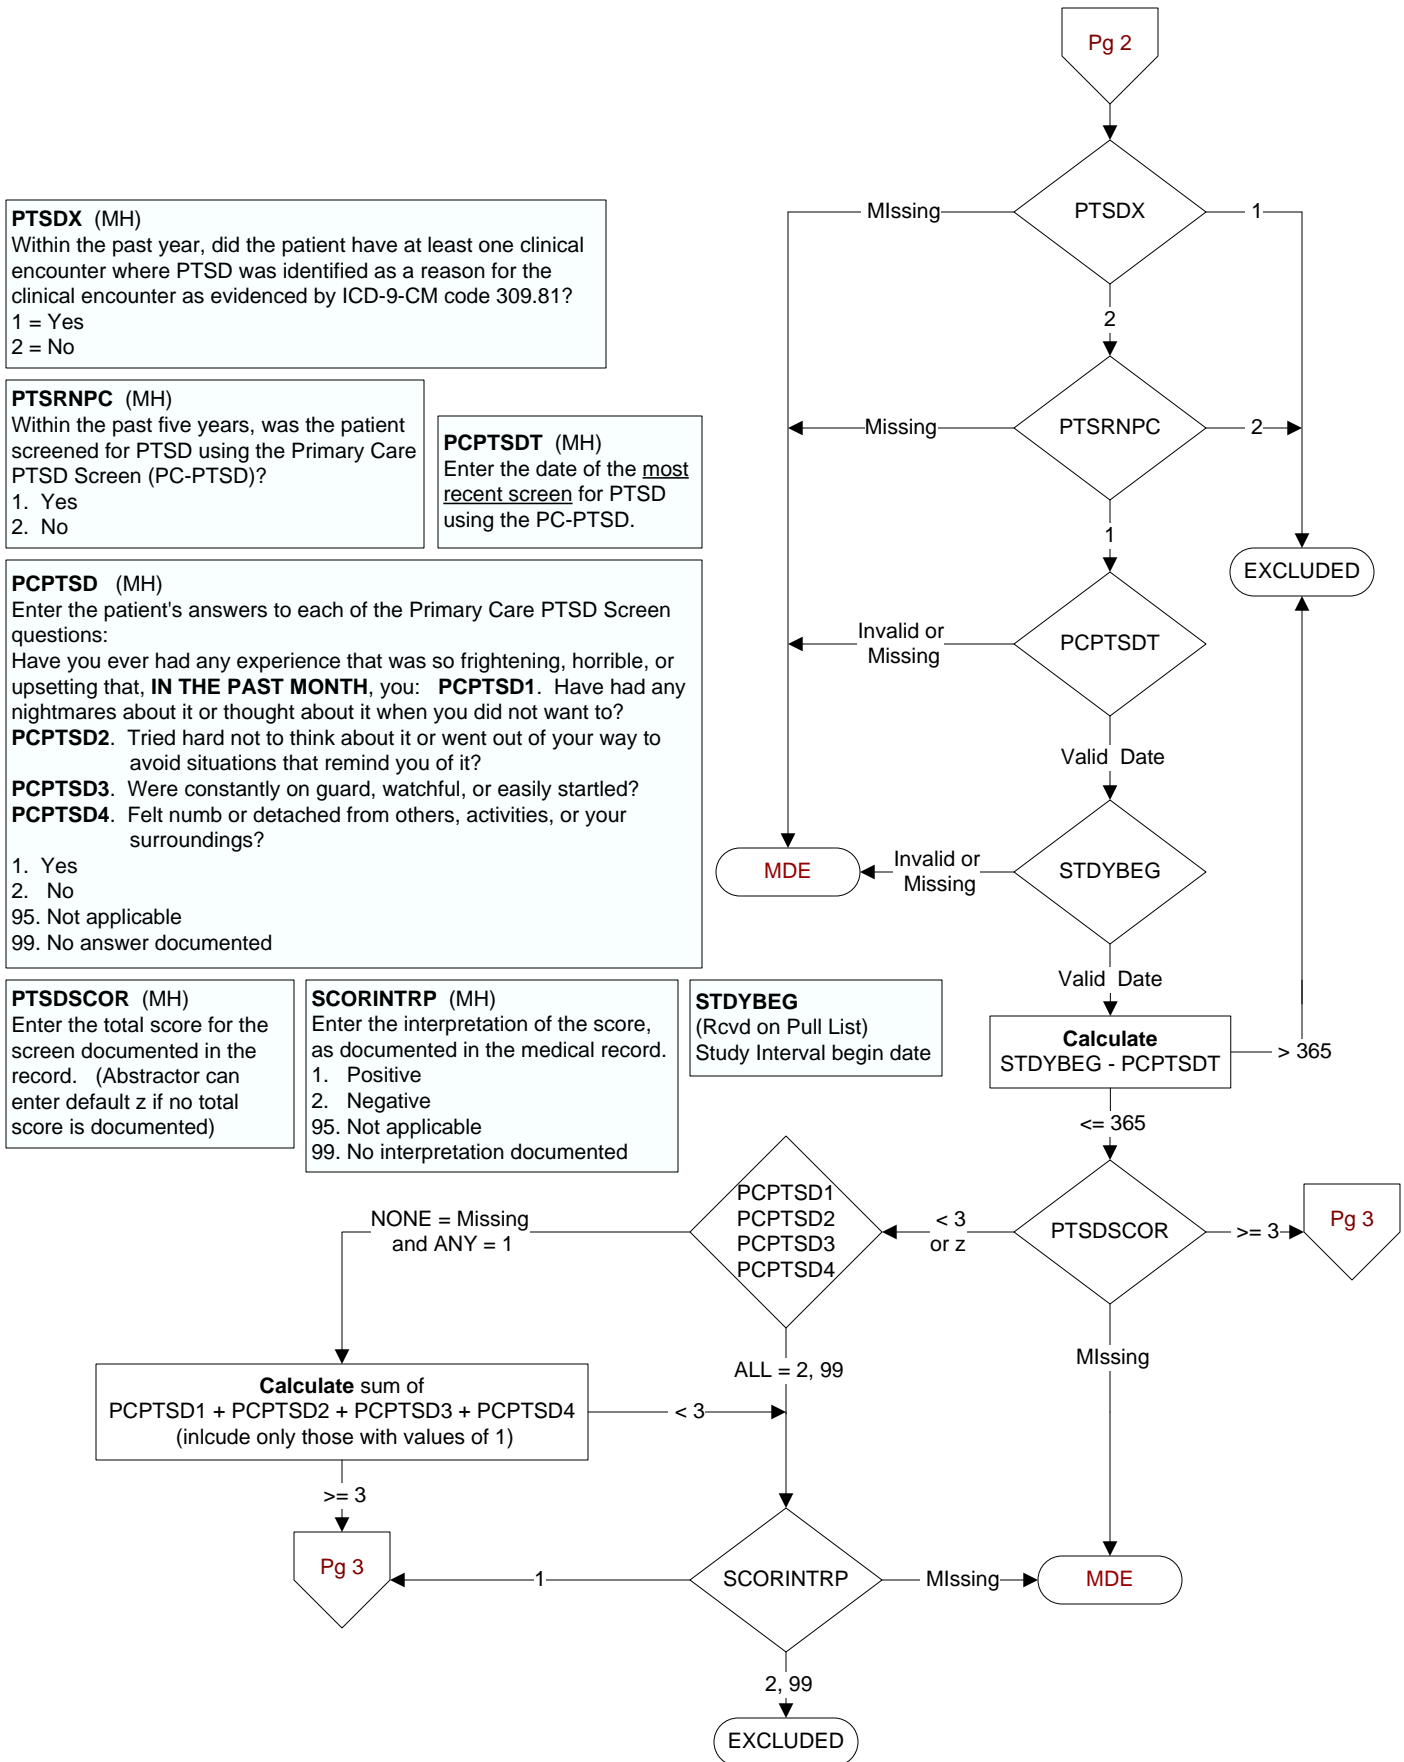 Pg 2
PTSDX
MIssing
1
2
PTSDX (MH)
Within the past year, did the patient have at least one clinical
encounter where PTSD was identified as a reason for the
clinical encounter as evidenced by ICD-9-CM code 309.81?
1 = Yes
2 = No
PTSRNPC (MH)
Within the past five years, was the patient
screened for PTSD using the Primary Care
PTSD Screen (PC-PTSD)?
1. Yes
2. No
PCPTSDT (MH)
Enter the date of the most
recent screen for PTSD
using the PC-PTSD.
Missing
PTSRNPC
2
1
EXCLUDED
PCPTSD (MH)
Enter the patient's answers to each of the Primary Care PTSD Screen
questions:
Have you ever had any experience that was so frightening, horrible, or
upsetting that, IN THE PAST MONTH, you: PCPTSD1. Have had any
nightmares about it or thought about it when you did not want to?
PCPTSD2. Tried hard not to think about it or went out of your way to
avoid situations that remind you of it?
PCPTSD3. Were constantly on guard, watchful, or easily startled?
PCPTSD4. Felt numb or detached from others, activities, or your
surroundings?
1. Yes
2. No
95. Not applicable
99. No answer documented
Invalid or
Missing
PCPTSDT
Valid Date
MDE
Invalid or
Missing
STDYBEG
Valid Date
PTSDSCOR (MH)
Enter the total score for the
screen documented in the
record. (Abstractor can
enter default z if no total
score is documented)
SCORINTRP (MH)
Enter the interpretation of the score,
as documented in the medical record.
1. Positive
2. Negative
95. Not applicable
99. No interpretation documented
STDYBEG
(Rcvd on Pull List)
Study Interval begin date
Calculate
STDYBEG - PCPTSDT
> 365
<= 365
PTSDSCOR
>= 3
Pg 3
< 3
or z
PCPTSD1
PCPTSD2
PCPTSD3
PCPTSD4
NONE = Missing
and ANY = 1
ALL = 2, 99
MIssing
Calculate sum of
PCPTSD1 + PCPTSD2 + PCPTSD3 + PCPTSD4
(inlcude only those with values of 1)
< 3
>= 3
Pg 3
1
SCORINTRP
MIssing
MDE
2, 99
EXCLUDED